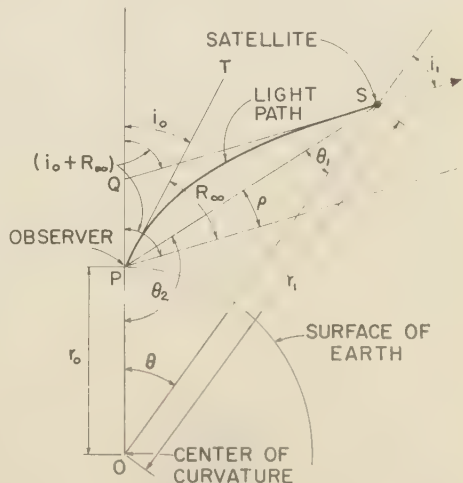 SATELLITE
T
S
i₁
LIGHT
PATH
i₀
(i₀+R∞)
Q
θ₁
R∞
ρ
OBSERVER
P
θ₂
r₁
SURFACE OF
EARTH
r₀
θ
O
CENTER OF
CURVATURE